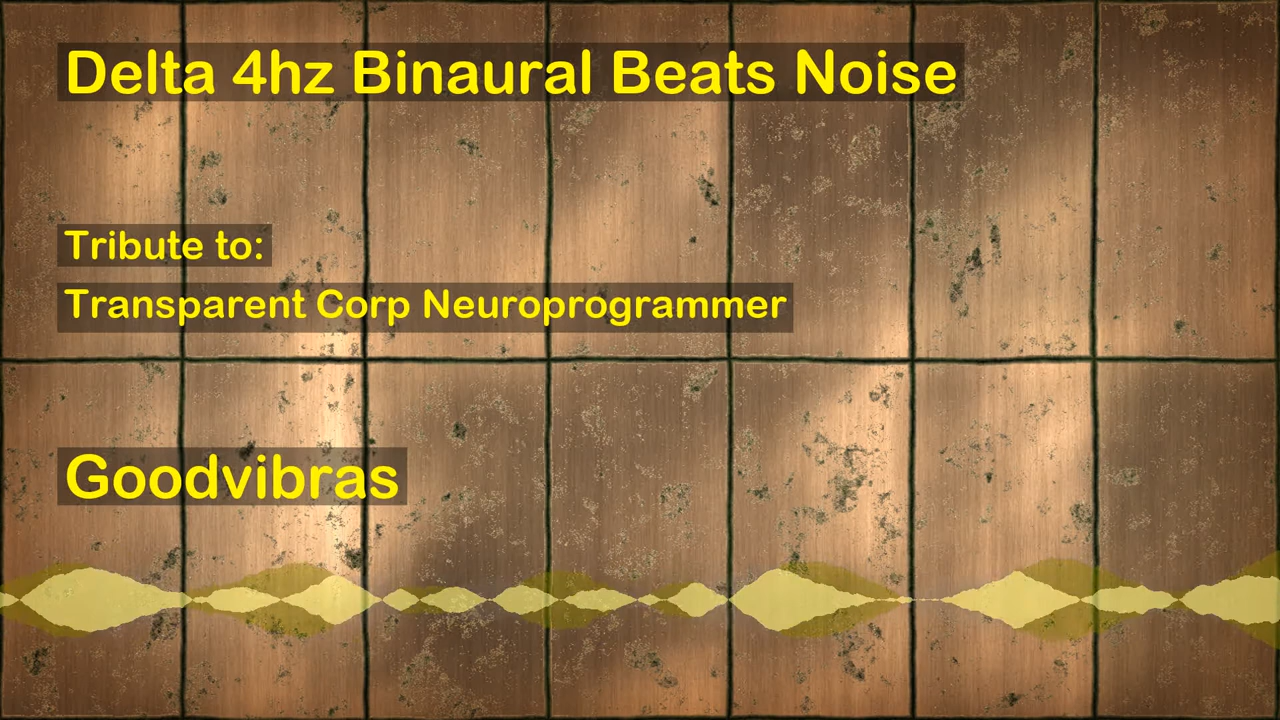 Delta 4hz Binaural Beats Noise
Tribute to:
Transparent Corp Neuroprogrammer
Goodvibras